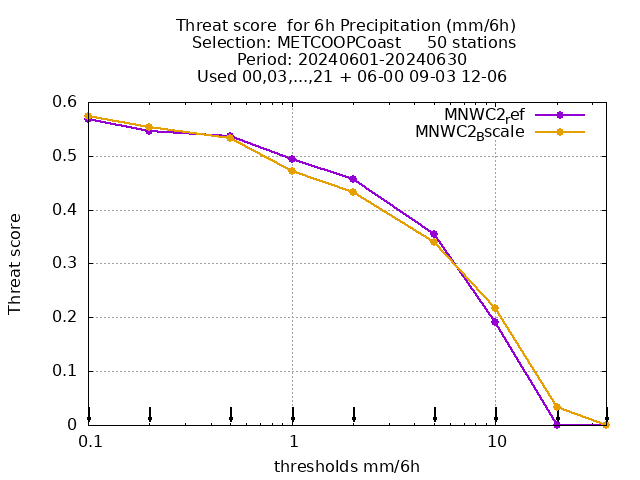 Threat score  for 6h Precipitation (mm/6h)
Selection: METCOOPCoast     50 stations
Period: 20240601-20240630
Used 00,03,...,21 + 06-00 09-03 12-06
MNWC2ref
MNWC2Bscale
Threat score
0.6
0.5
0.4
0.3
0.2
0.1
0
0.1 1 10
thresholds mm/6h